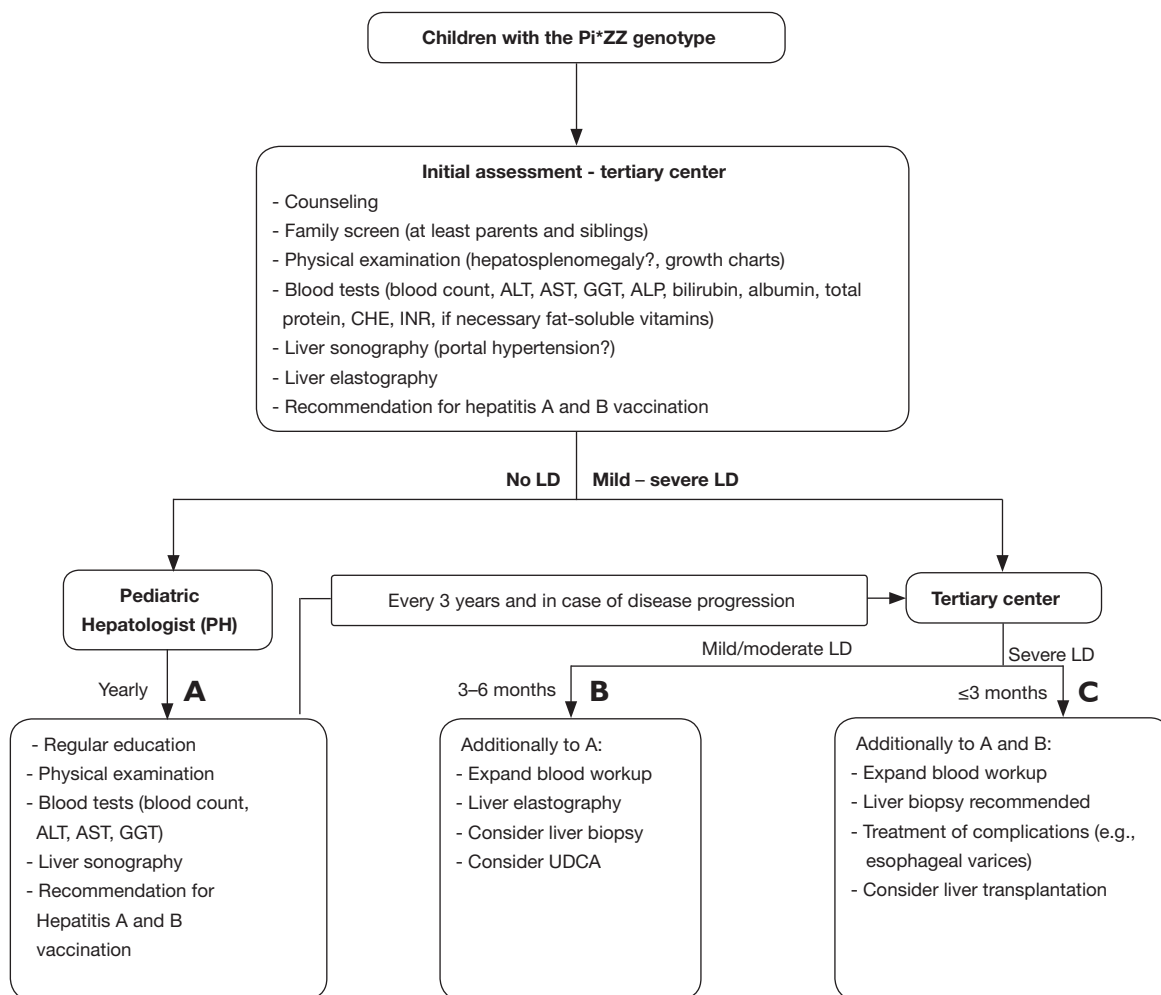 Children with the Pi*ZZ genotype
Initial assessment - tertiary center
- Counseling
- Family screen (at least parents and siblings)
- Physical examination (hepatosplenomegaly?, growth charts)
- Blood tests (blood count, ALT, AST, GGT, ALP, bilirubin, albumin, total
protein, CHE, INR, if necessary fat-soluble vitamins)
- Liver sonography (portal hypertension?)
- Liver elastography
- Recommendation for hepatitis A and B vaccination
No LD
Mild – severe LD
Pediatric
Hepatologist (PH)
Every 3 years and in case of disease progression
Tertiary center
Mild/moderate LD
Severe LD
Yearly
A
3–6 months
B
≤3 months
C
- Regular education
- Physical examination
- Blood tests (blood count,
ALT, AST, GGT)
- Liver sonography
- Recommendation for
Hepatitis A and B
vaccination
Additionally to A:
- Expand blood workup
- Liver elastography
- Consider liver biopsy
- Consider UDCA
Additionally to A and B:
- Expand blood workup
- Liver biopsy recommended
- Treatment of complications (e.g.,
esophageal varices)
- Consider liver transplantation